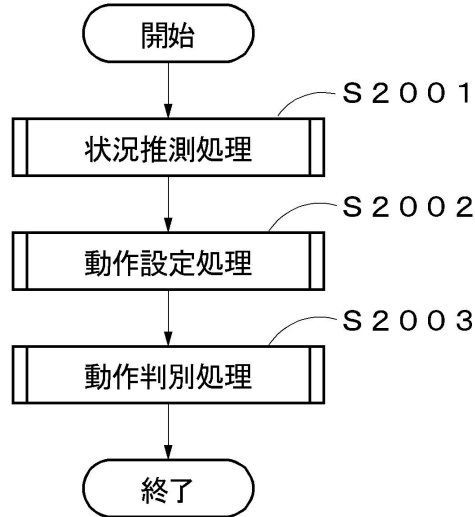 開始
S2001
状況推測処理
S2002
動作設定処理
S2003
動作判別処理
終了